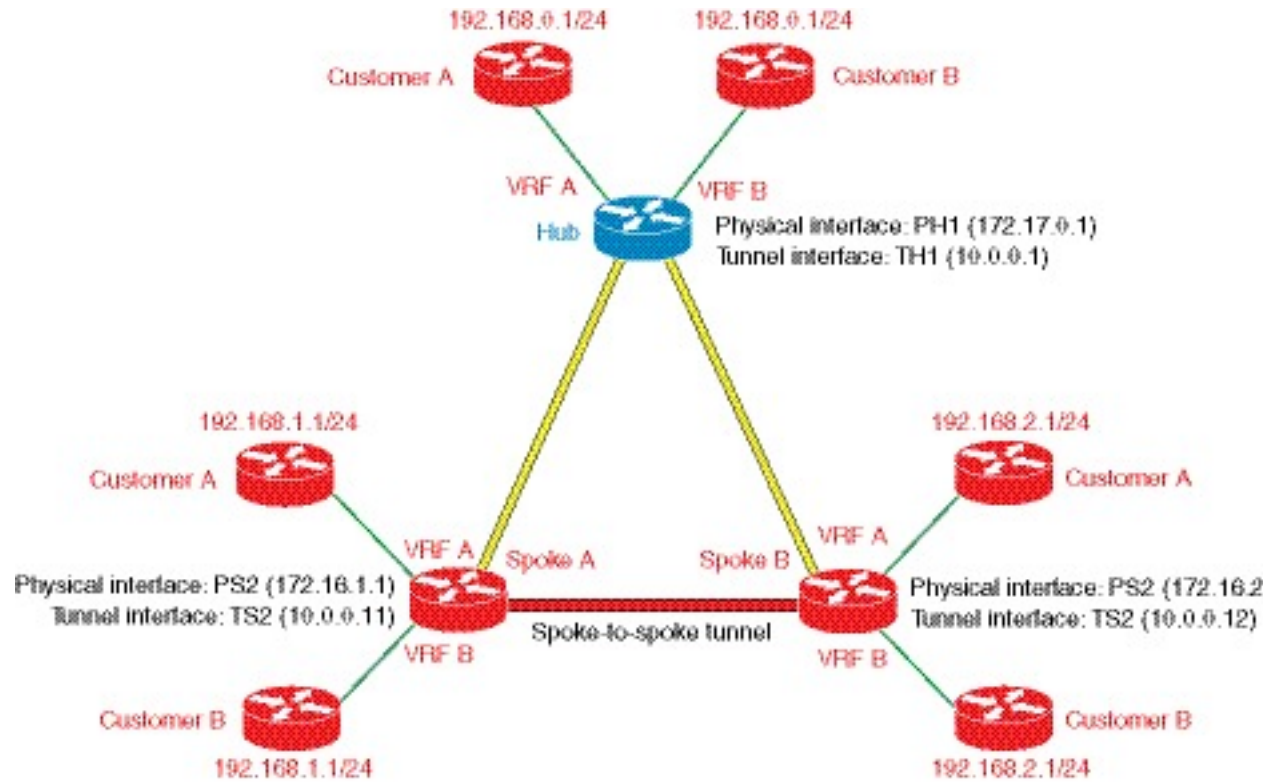 192.168.0.1/24
192.168.0.1/24
Customer A
Customer B
VRF A
VRF B
Hub
Physical interface: PH1 (172.17.0.1)
Tunnel interface: TH1 (10.0.0.1)
192.168.1.1/24
192.168.2.1/24
Customer A
Customer A
VRF A
Spoke A
Spoke B
VRF A
Physical interface: PS2 (172.16.1.1)
Tunnel interface: TS2 (10.0.0.11)
Physical interface: PS2 (172.16.2
Tunnel interface: TS2 (10.0.0.12)
Spoke-to-spoke tunnel
VRF B
VRF B
Customer B
Customer B
192.168.1.1/24
192.168.2.1/24